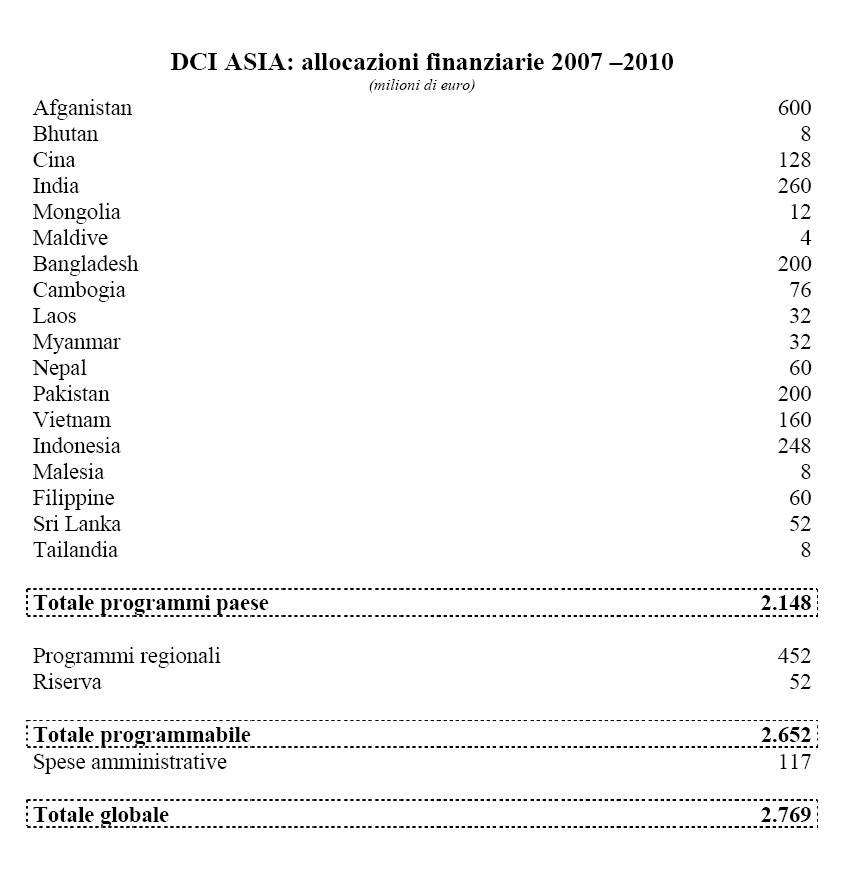 DCI ASIA: allocazioni finanziarie 2007 –2010
(milioni di euro)
Afganistan 600
Bhutan 8
Cina 128
India 260
Mongolia 12
Maldive 4
Bangladesh 200
Cambogia 76
Laos 32
Myanmar 32
Nepal 60
Pakistan 200
Vietnam 160
Indonesia 248
Malesia 8
Filippine 60
Sri Lanka 52
Tailandia 8
Totale programmi paese 2.148
Programmi regionali 452
Riserva 52
Totale programmabile 2.652
Spese amministrative 117
Totale globale 2.769